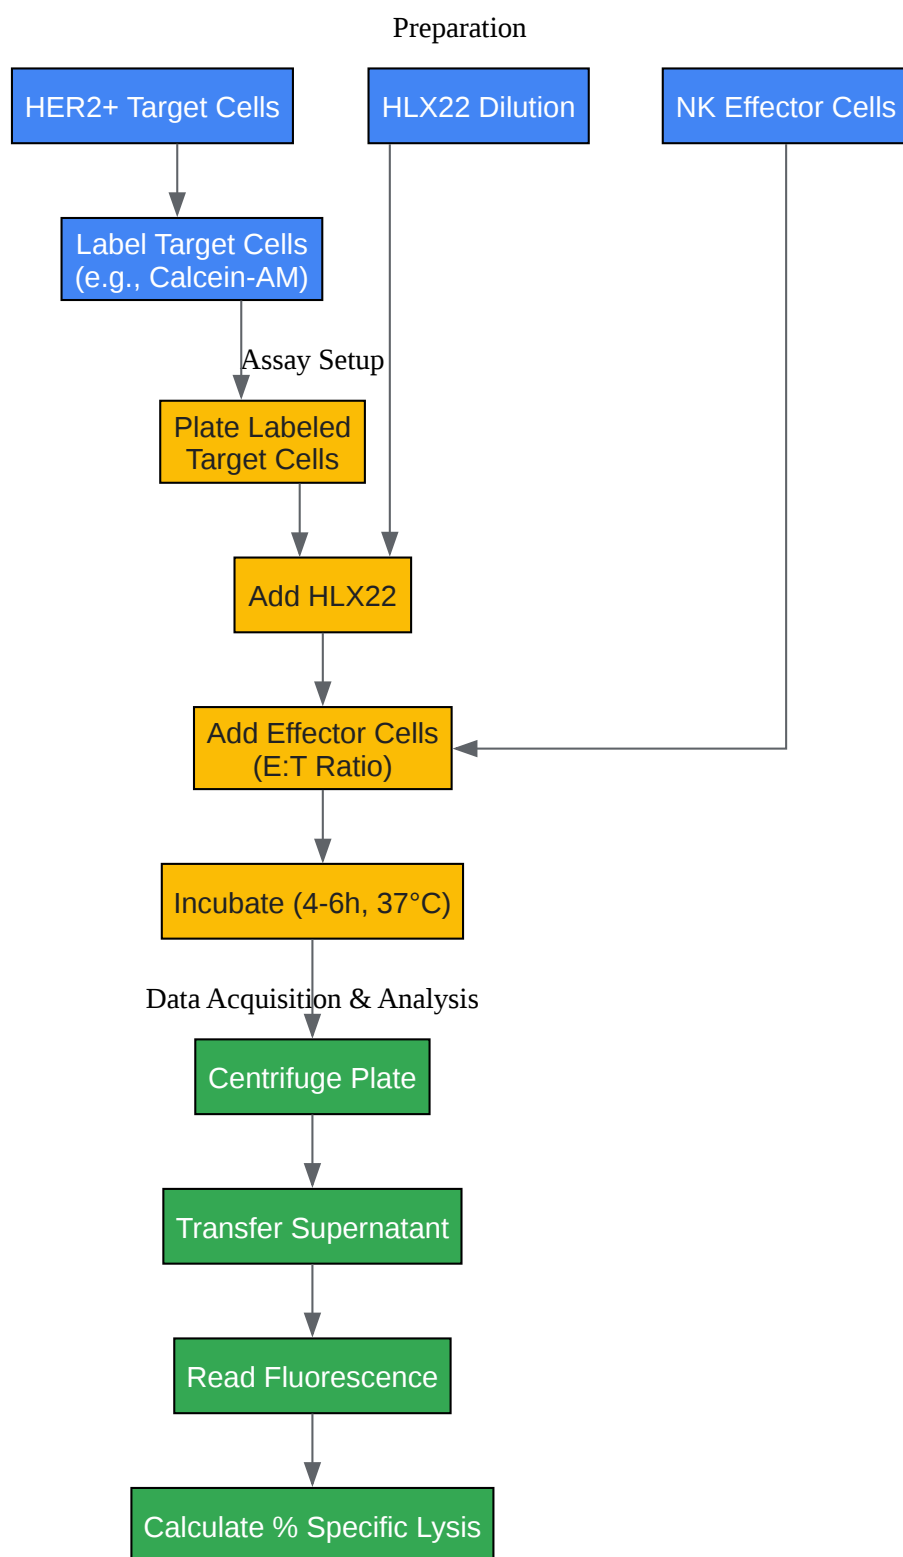 Preparation
HER2+ Target Cells
HLX22 Dilution
NK Effector Cells
Label Target Cells
(e.g., Calcein-AM)
Assay Setup
Plate Labeled
Target Cells
Add HLX22
Add Effector Cells
(E:T Ratio)
Incubate (4-6h, 37°C)
Data Acquisition & Analysis
Centrifuge Plate
Transfer Supernatant
Read Fluorescence
Calculate % Specific Lysis